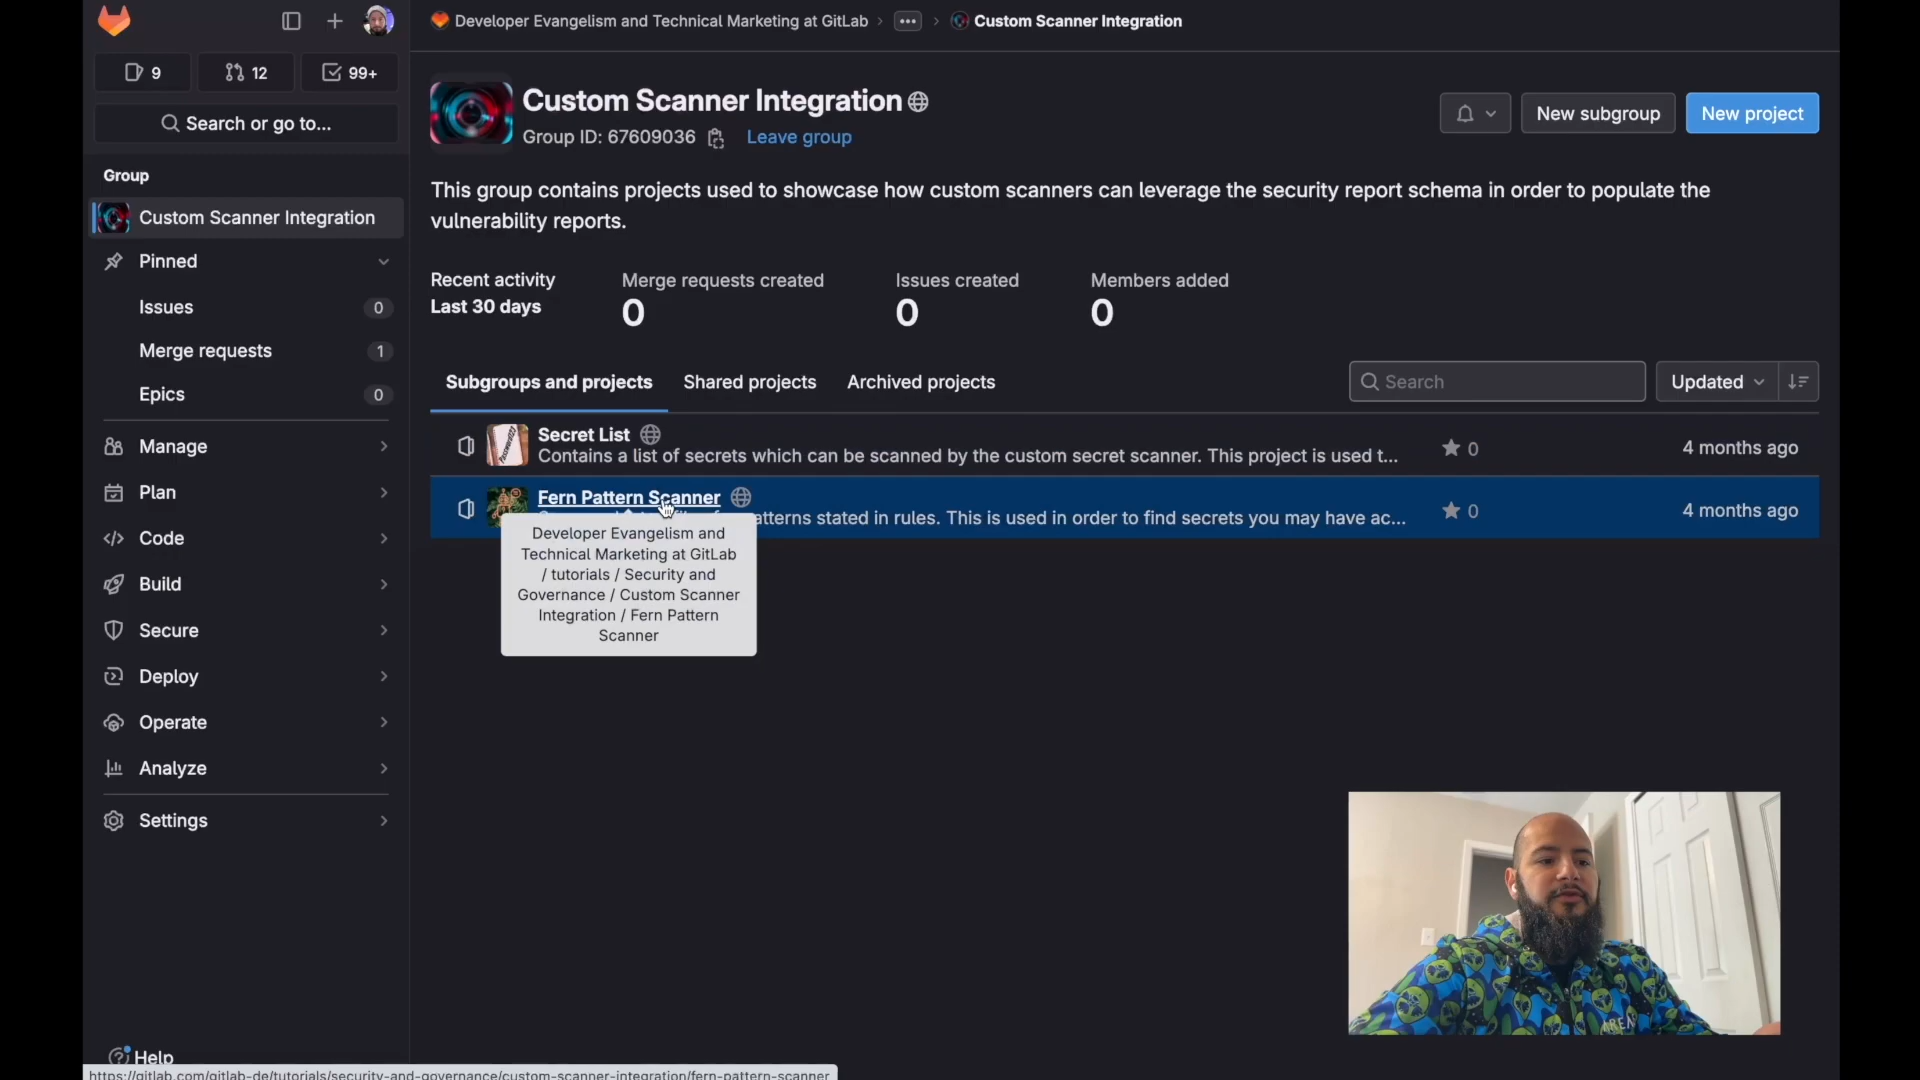 Developer Evangelism and Technical Marketing at GitLab > ... > Custom Scanner Integration
9
12
99+
Search or go to...
Group
Custom Scanner Integration
Pinned
Issues 0
Merge requests 1
Epics 0
Manage
Plan
Code
Build
Secure
Deploy
Operate
Analyze
Settings
Help
Custom Scanner Integration
Group ID: 67609036 Leave group
New subgroup
New project
This group contains projects used to showcase how custom scanners can leverage the security report schema in order to populate the
vulnerability reports.
Recent activity
Last 30 days
Merge requests created
0
Issues created
0
Members added
0
Subgroups and projects Shared projects Archived projects
Search
Updated
Secret List
Contains a list of secrets which can be scanned by the custom secret scanner. This project is used t...
0
4 months ago
Fern Pattern Scanner
atterns stated in rules. This is used in order to find secrets you may have ac...
0
4 months ago
Developer Evangelism and
Technical Marketing at GitLab
/ tutorials / Security and
Governance / Custom Scanner
Integration / Fern Pattern
Scanner
https://gitlab.com/gitlab-de/tutorials/security-and-governance/custom-scanner-integration/fern-pattern-scanner